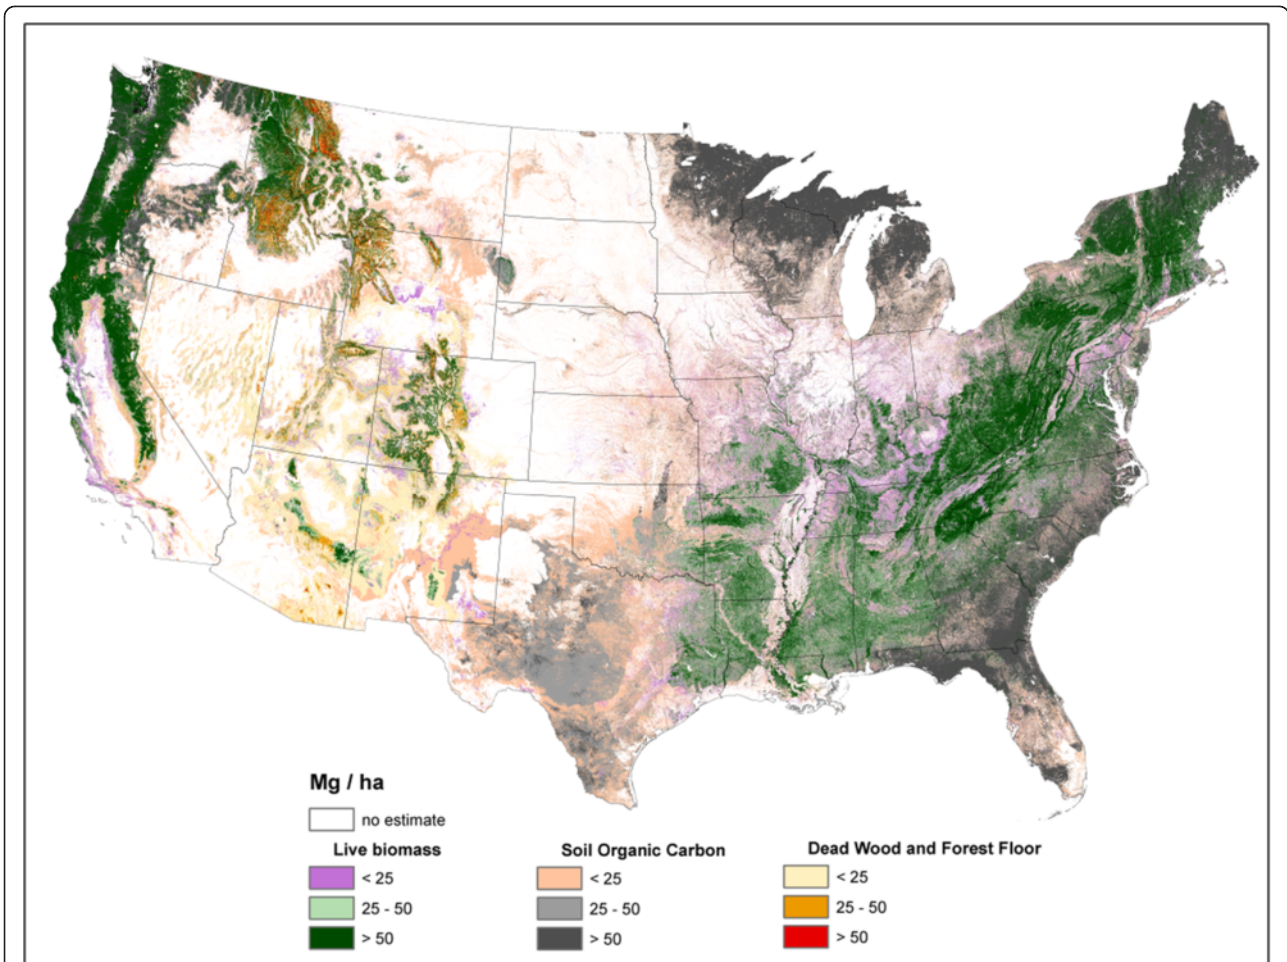 Mg / ha
no estimate
Live biomass
Soil Organic Carbon
Dead Wood and Forest Floor
< 25
< 25
< 25
25 - 50
25 - 50
25 - 50
> 50
> 50
> 50